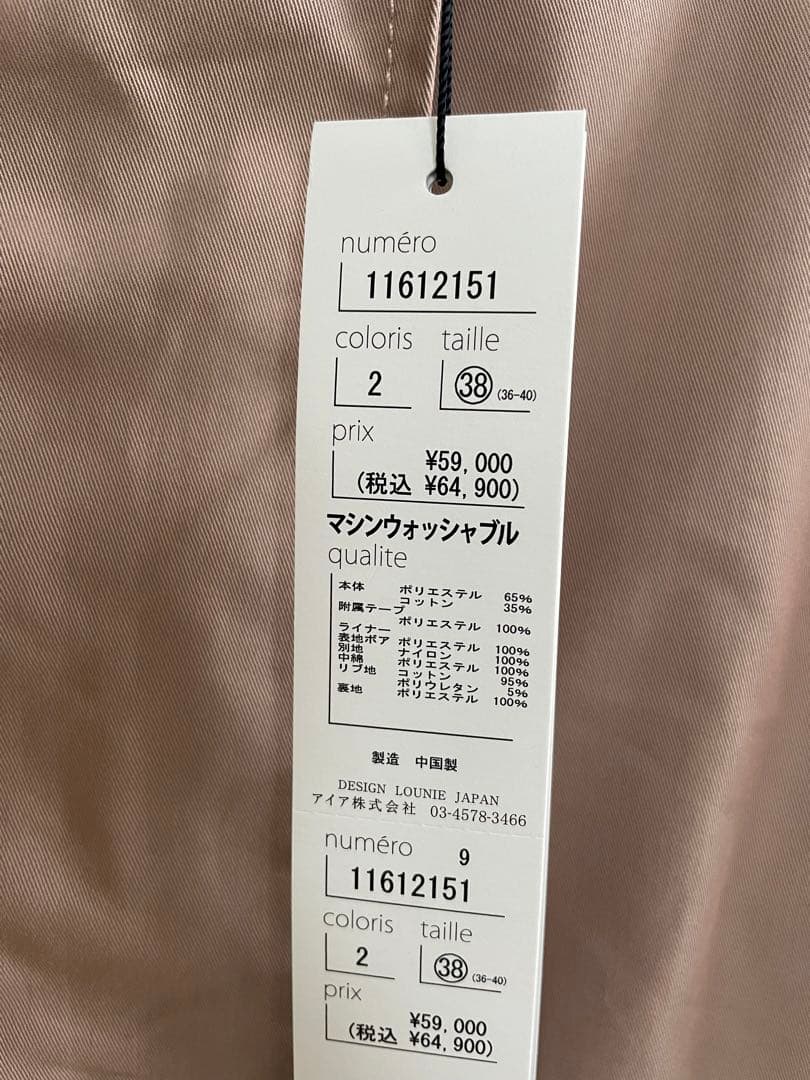 numéro
11612151
coloris taille
2 38 (36-40)
prix
¥59,000
(税込 ¥64,900)
マシンウォッシャブル
qualite
本体 ポリエステル 65%
コットン 35%
附属テープ
ポリエステル 100%
ライナー
表地ボア ポリエステル 100%
別地 ナイロン 100%
中綿 ポリエステル 100%
リブ地 コットン 95%
ポリウレタン 5%
裏地 ポリエステル 100%
製造 中国製
DESIGN LOUNIE JAPAN
アイア株式会社 03-4578-3466
numéro 9
11612151
coloris taille
2 38 (36-40)
prix
¥59,000
(税込 ¥64,900)